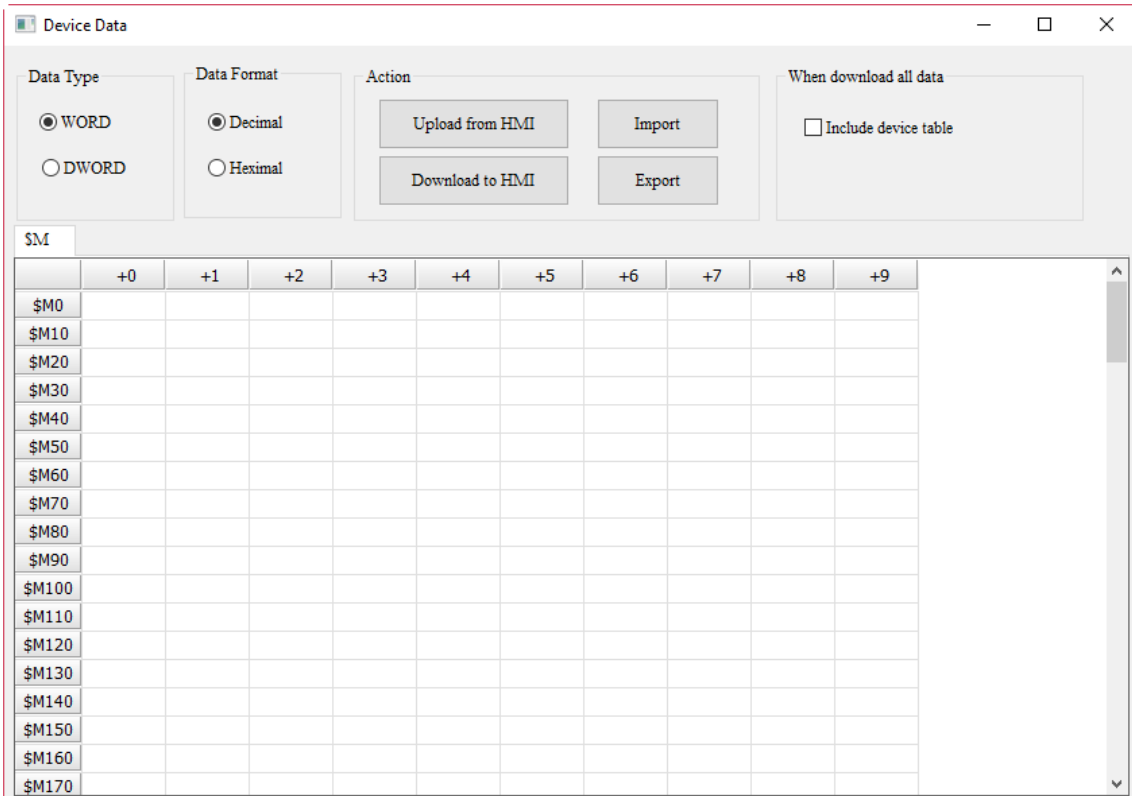 Device Data
Data Type
Data Format
Action
When download all data
WORD
Decimal
Upload from HMI
Import
Include device table
DWORD
Heximal
Download to HMI
Export
$M
+0 +1 +2 +3 +4 +5 +6 +7 +8 +9
$M0
$M10
$M20
$M30
$M40
$M50
$M60
$M70
$M80
$M90
$M100
$M110
$M120
$M130
$M140
$M150
$M160
$M170